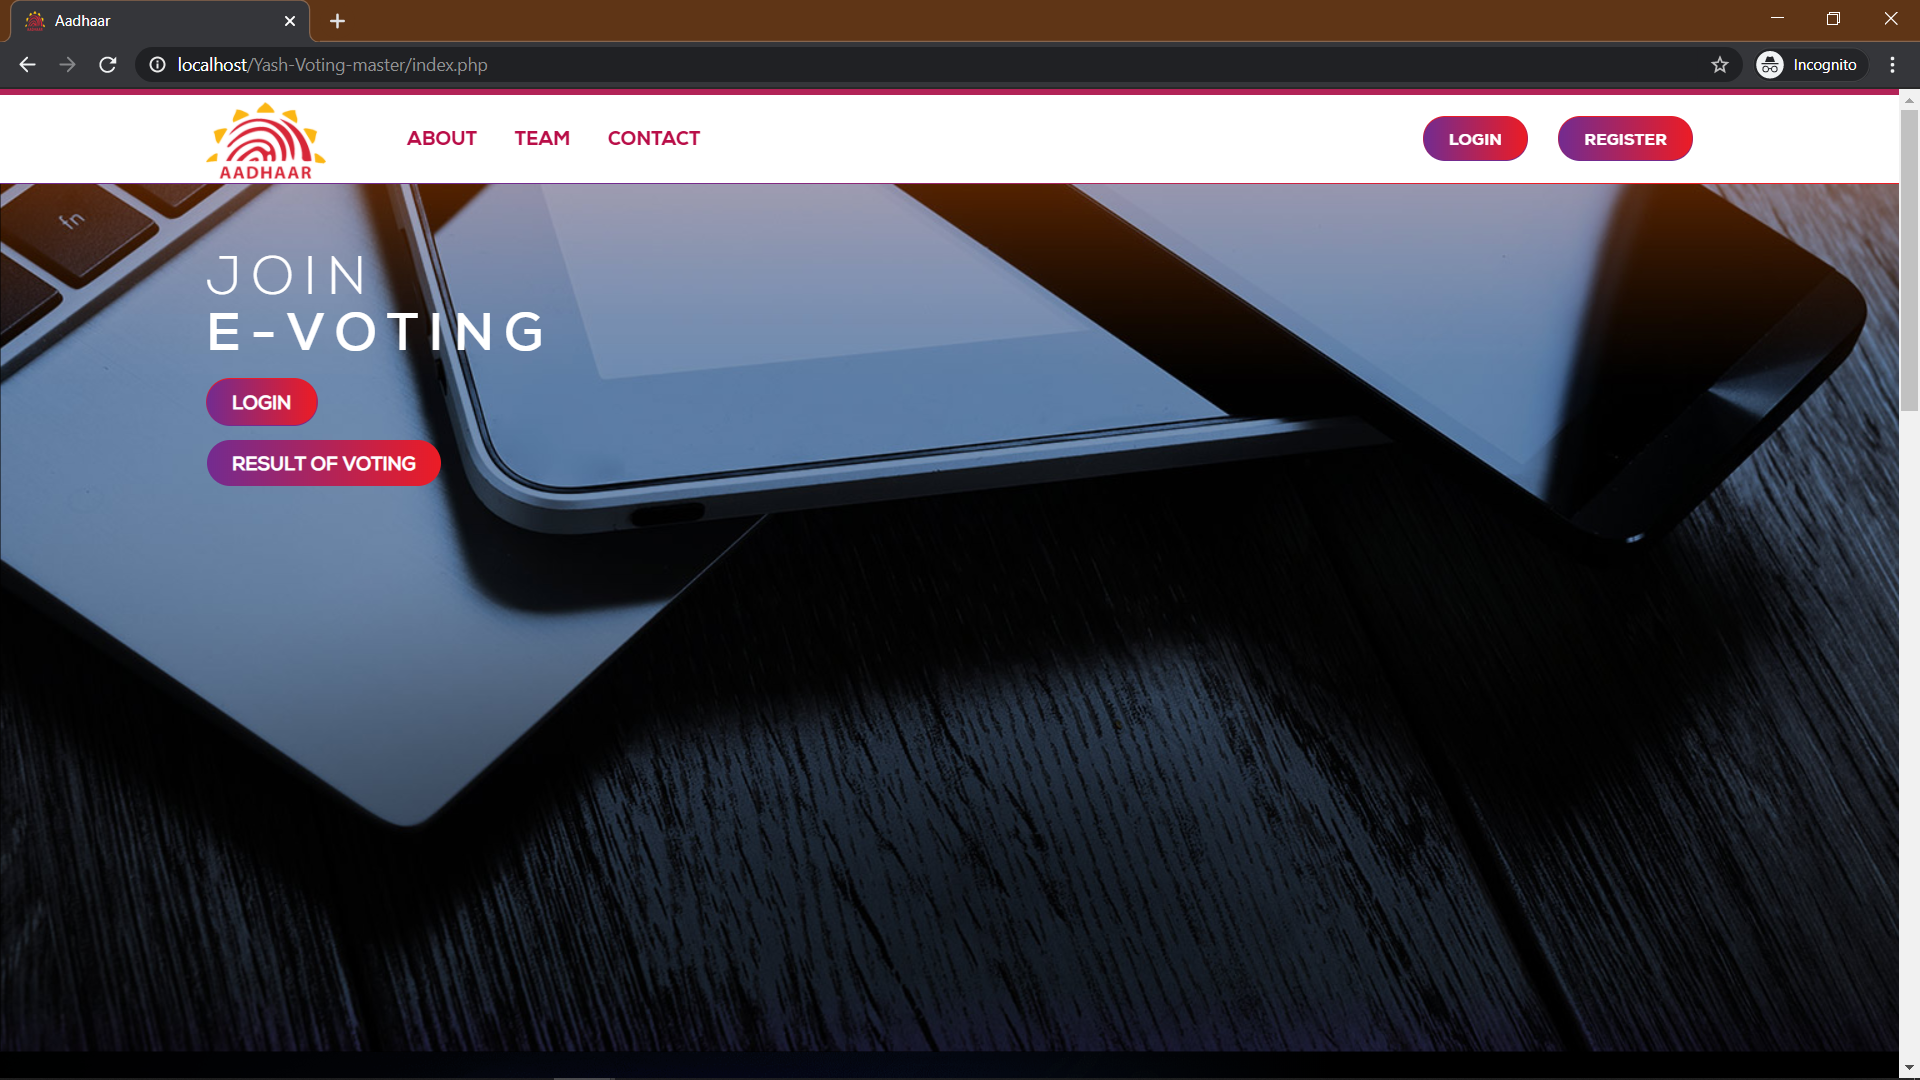 Aadhaar
localhost/Yash-Voting-master/index.php
Incognito
AADHAAR
ABOUT
TEAM
CONTACT
LOGIN
REGISTER
fn
JOIN
E-VOTING
LOGIN
RESULT OF VOTING